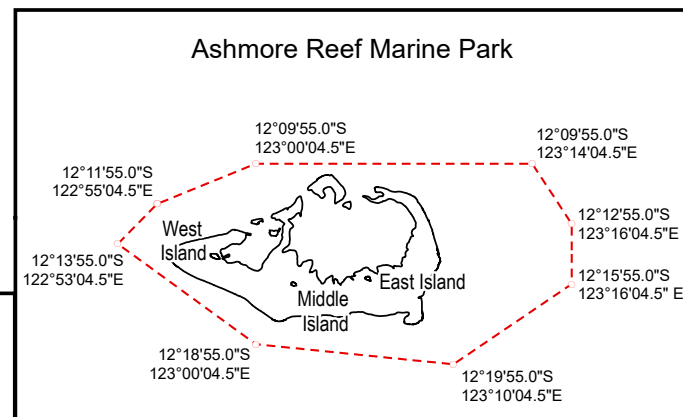 Ashmore Reef Marine Park
12°09'55.0"S
123°00'04.5"E
12°09'55.0"S
123°14'04.5"E
12°11'55.0"S
122°55'04.5"E
12°12'55.0"S
123°16'04.5"E
West
Island
12°13'55.0"S
122°53'04.5"E
East Island
12°15'55.0"S
123°16'04.5" E
Middle
Island
12°18'55.0"S
123°00'04.5"E
12°19'55.0"S
123°10'04.5"E